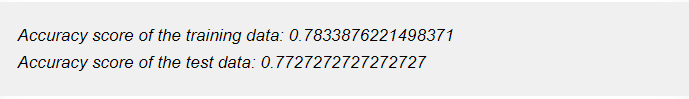 Accuracy score of the training data: 0.7833876221498371
Accuracy score of the test data: 0.7727272727272727